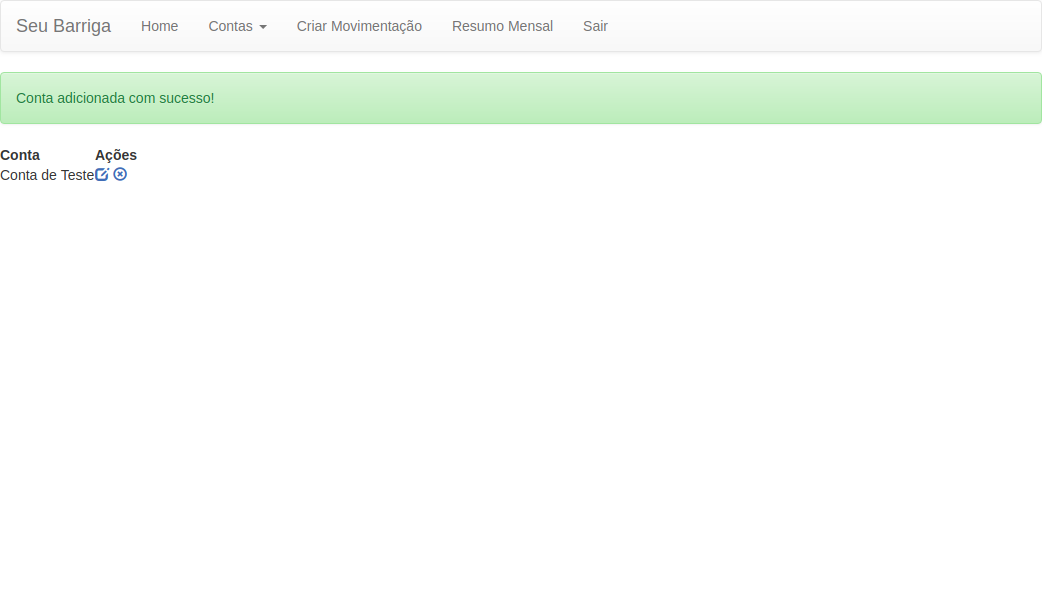 Seu Barriga Home Contas Criar Movimentação Resumo Mensal Sair
Conta adicionada com sucesso!
Conta Ações
Conta de Teste